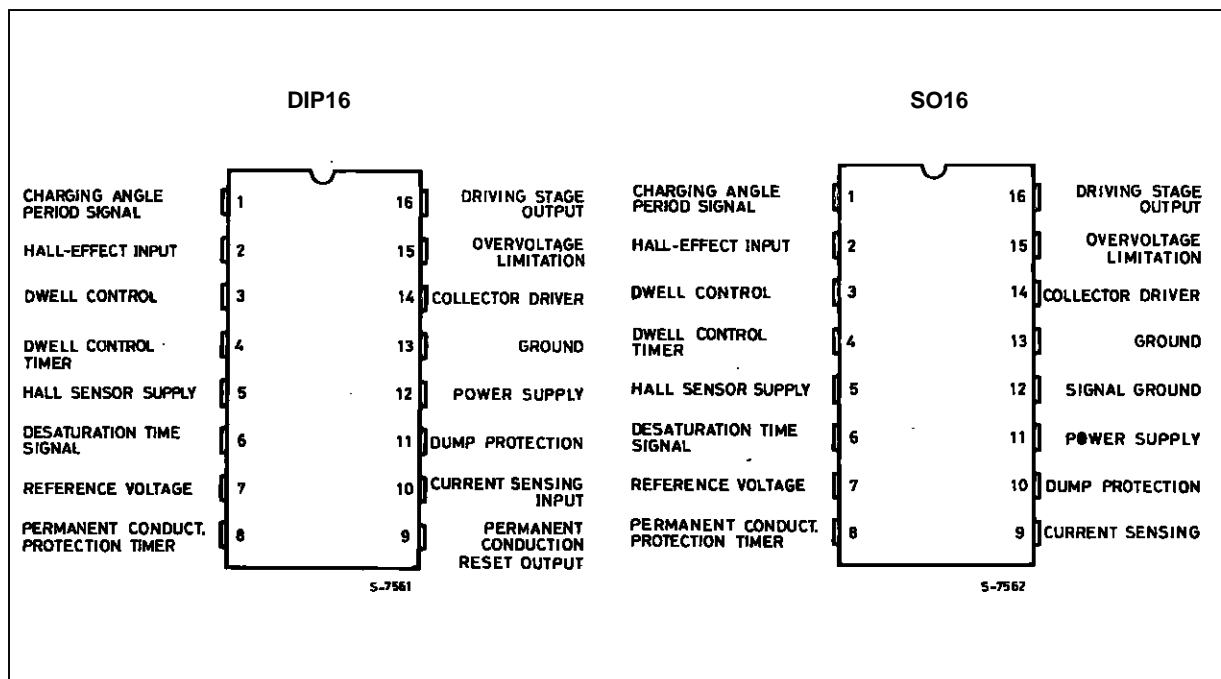 DIP16
CHARGING ANGLE
PERIOD SIGNAL
HALL-EFFECT INPUT
DWELL CONTROL
DWELL CONTROL
TIMER
HALL SENSOR SUPPLY
DESATURATION TIME
SIGNAL
REFERENCE VOLTAGE
PERMANENT CONDUCT.
PROTECTION TIMER
1
2
3
4
5
6
7
8
16
15
14
13
12
11
10
9
DRIVING STAGE
OUTPUT
OVERVOLTAGE
LIMITATION
COLLECTOR DRIVER
GROUND
POWER SUPPLY
DUMP PROTECTION
CURRENT SENSING
INPUT
PERMANENT
CONDUCTION
RESET OUTPUT
S-7561
SO16
CHARGING ANGLE
PERIOD SIGNAL
HALL-EFFECT INPUT
DWELL CONTROL
DWELL CONTROL
TIMER
HALL SENSOR SUPPLY
DESATURATION TIME
SIGNAL
REFERENCE VOLTAGE
PERMANENT CONDUCT.
PROTECTION TIMER
1
2
3
4
5
6
7
8
16
15
14
13
12
11
10
9
DRIVING STAGE
OUTPUT
OVERVOLTAGE
LIMITATION
COLLECTOR DRIVER
GROUND
SIGNAL GROUND
POWER SUPPLY
DUMP PROTECTION
CURRENT SENSING
S-7562